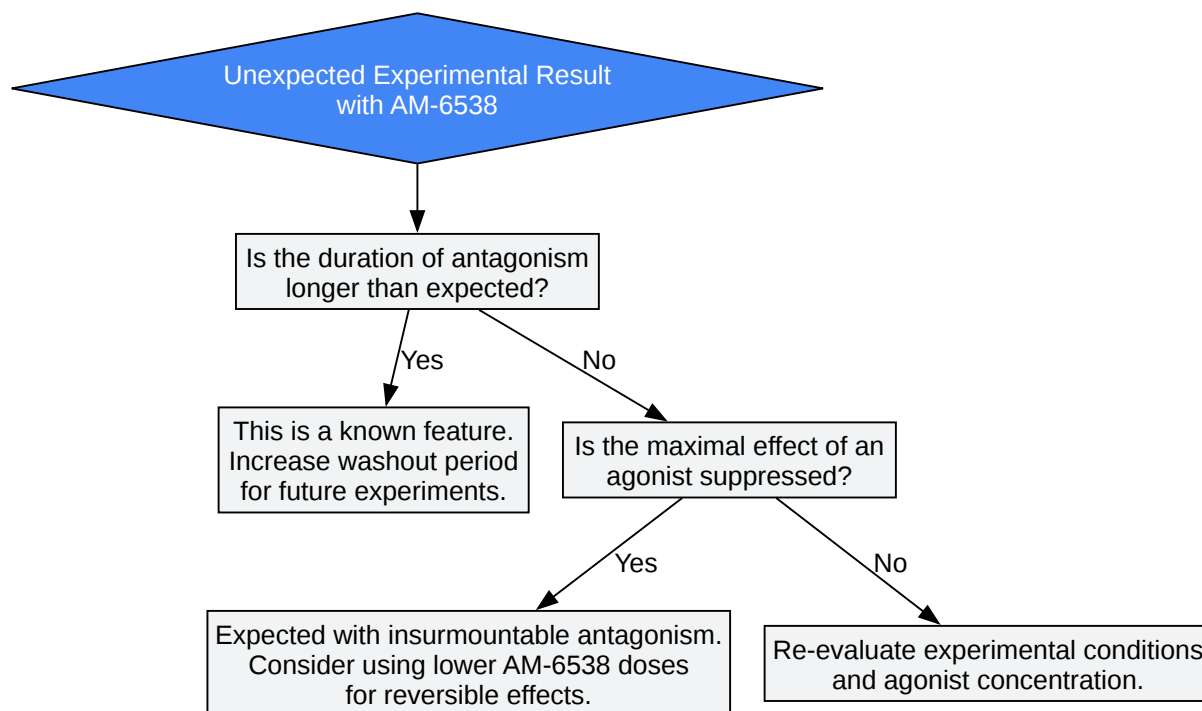 Unexpected Experimental Result
with AM-6538
Is the duration of antagonism
longer than expected?
Yes
No
This is a known feature.
Increase washout period
for future experiments.
Is the maximal effect of an
agonist suppressed?
Yes
No
Expected with insurmountable antagonism.
Consider using lower AM-6538 doses
for reversible effects.
Re-evaluate experimental conditions
and agonist concentration.